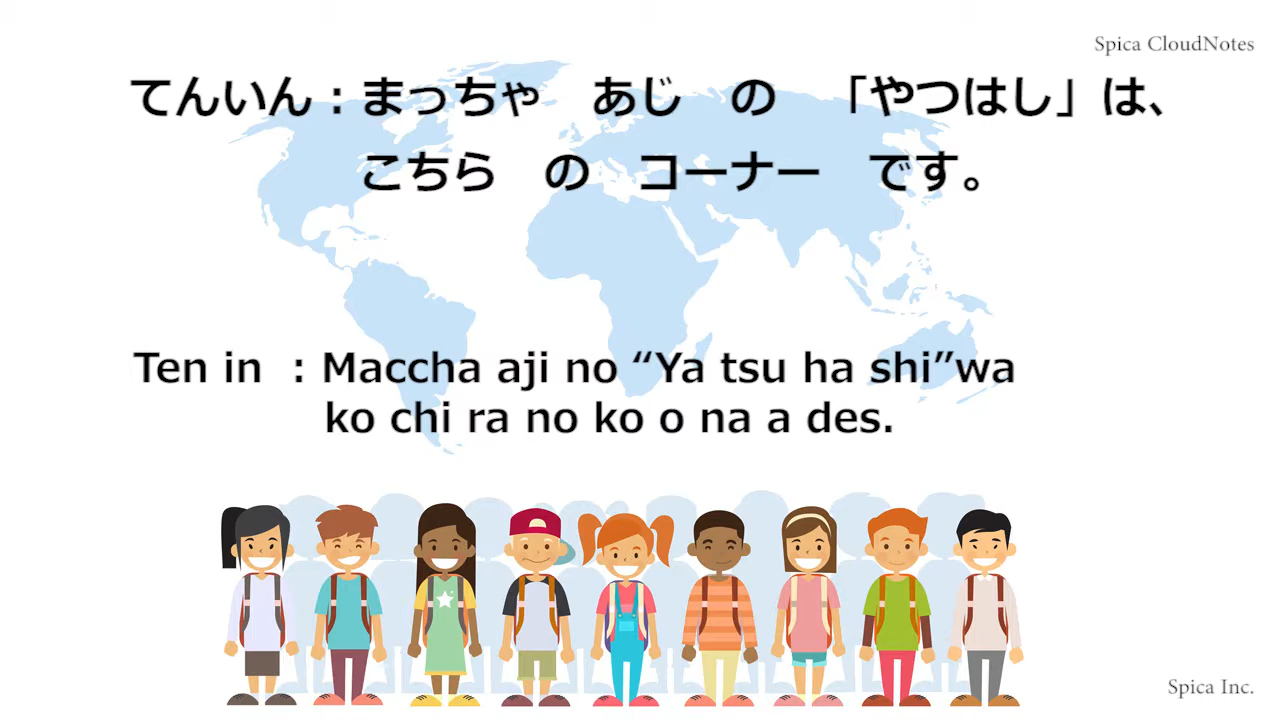 Spica CloudNotes
てんいん：まっちゃ　あじ　の　「やつはし」は、
こちら　の　コーナー　です。
Ten in : Maccha aji no “Ya tsu ha shi”wa
ko chi ra no ko o na a des.
Spica Inc.